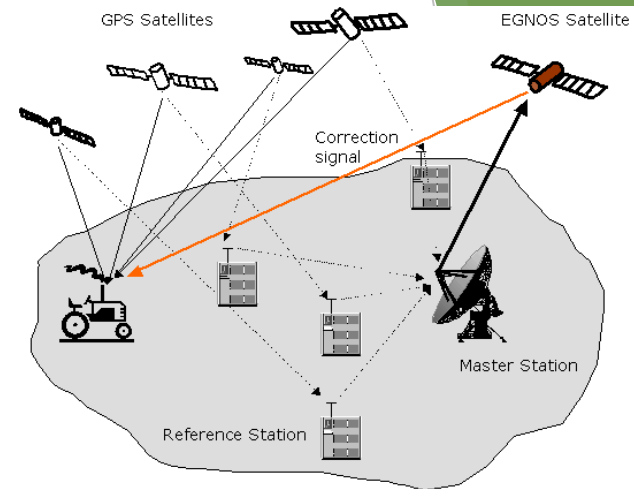 GPS Satellites
EGNOS Satellite
Correction
signal
Master Station
Reference Station